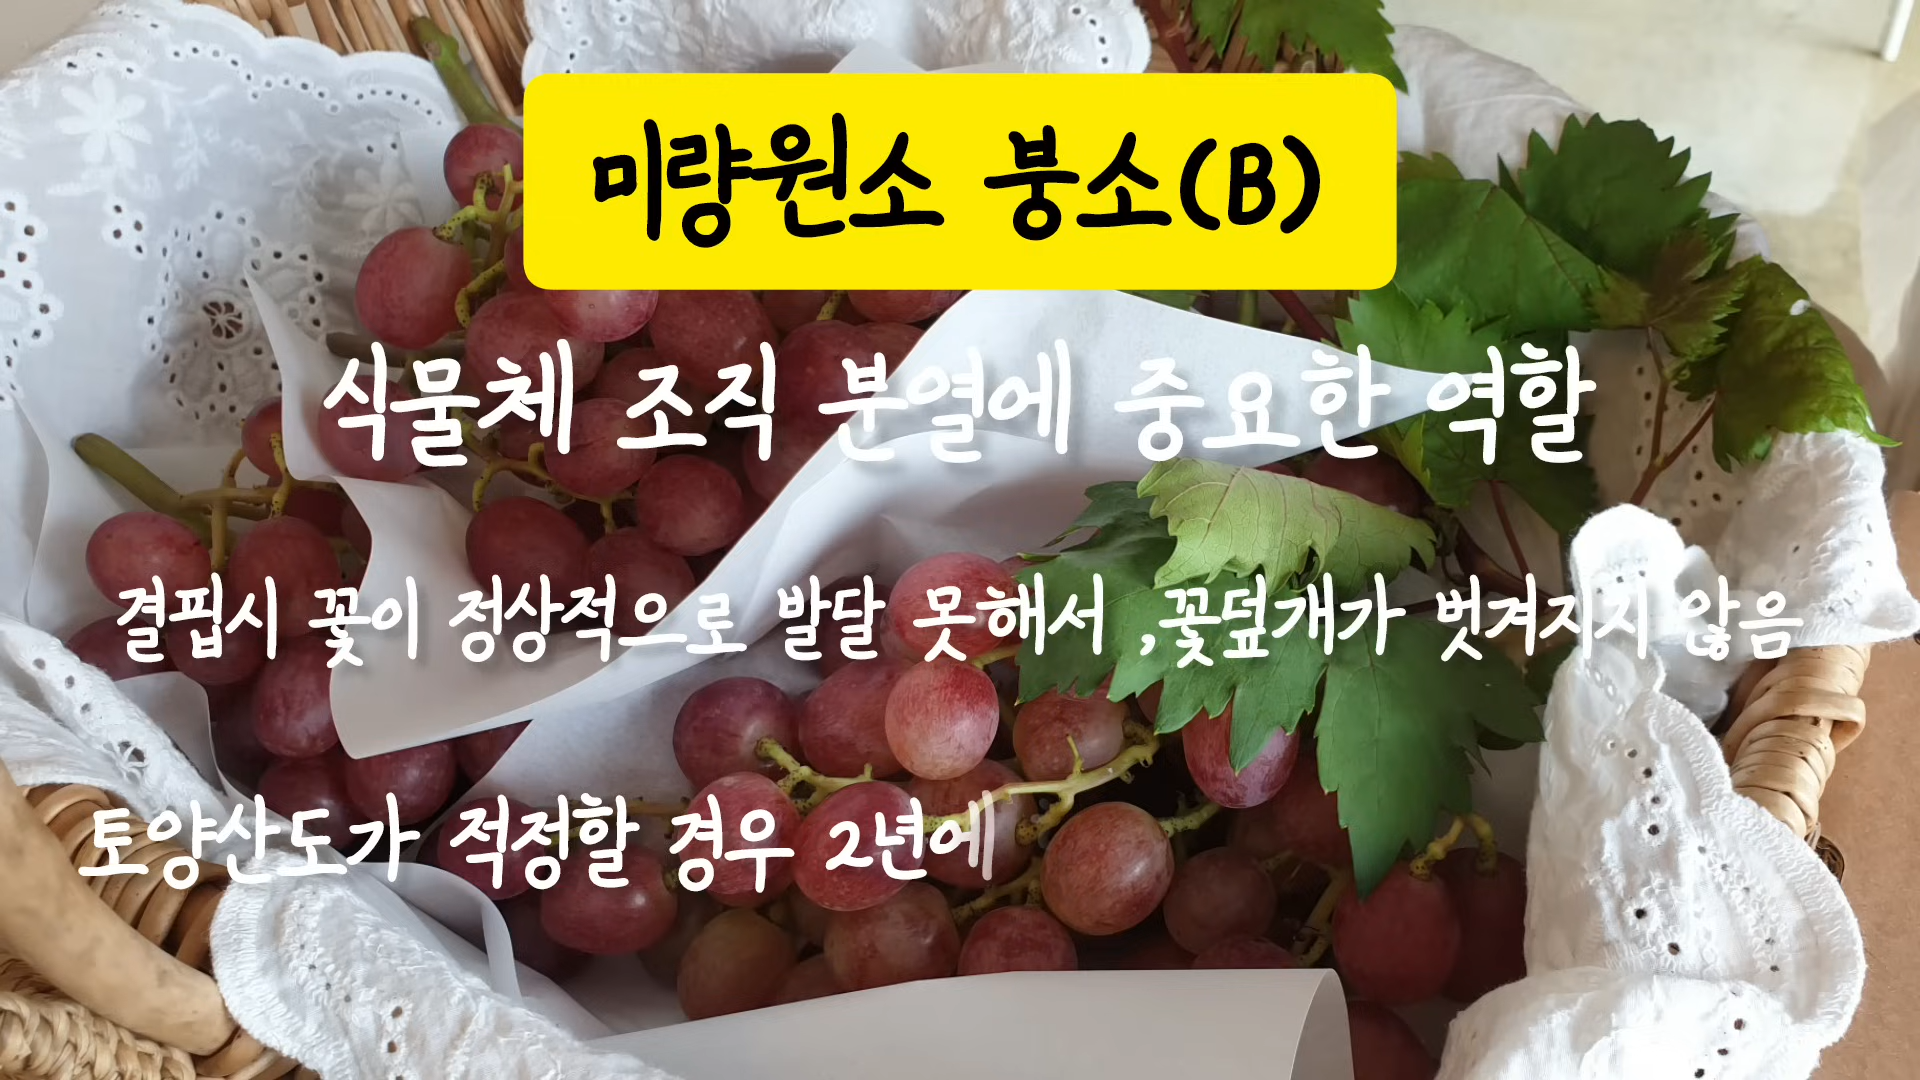 미량원소 붕소(B)
식물체 조직 분열에 중요한 역할
결핍시 꽃이 정상적으로 발달 못해서 ,꽃덮개가 벗겨지지 않음
토양산도가 적정할 경우 2년에